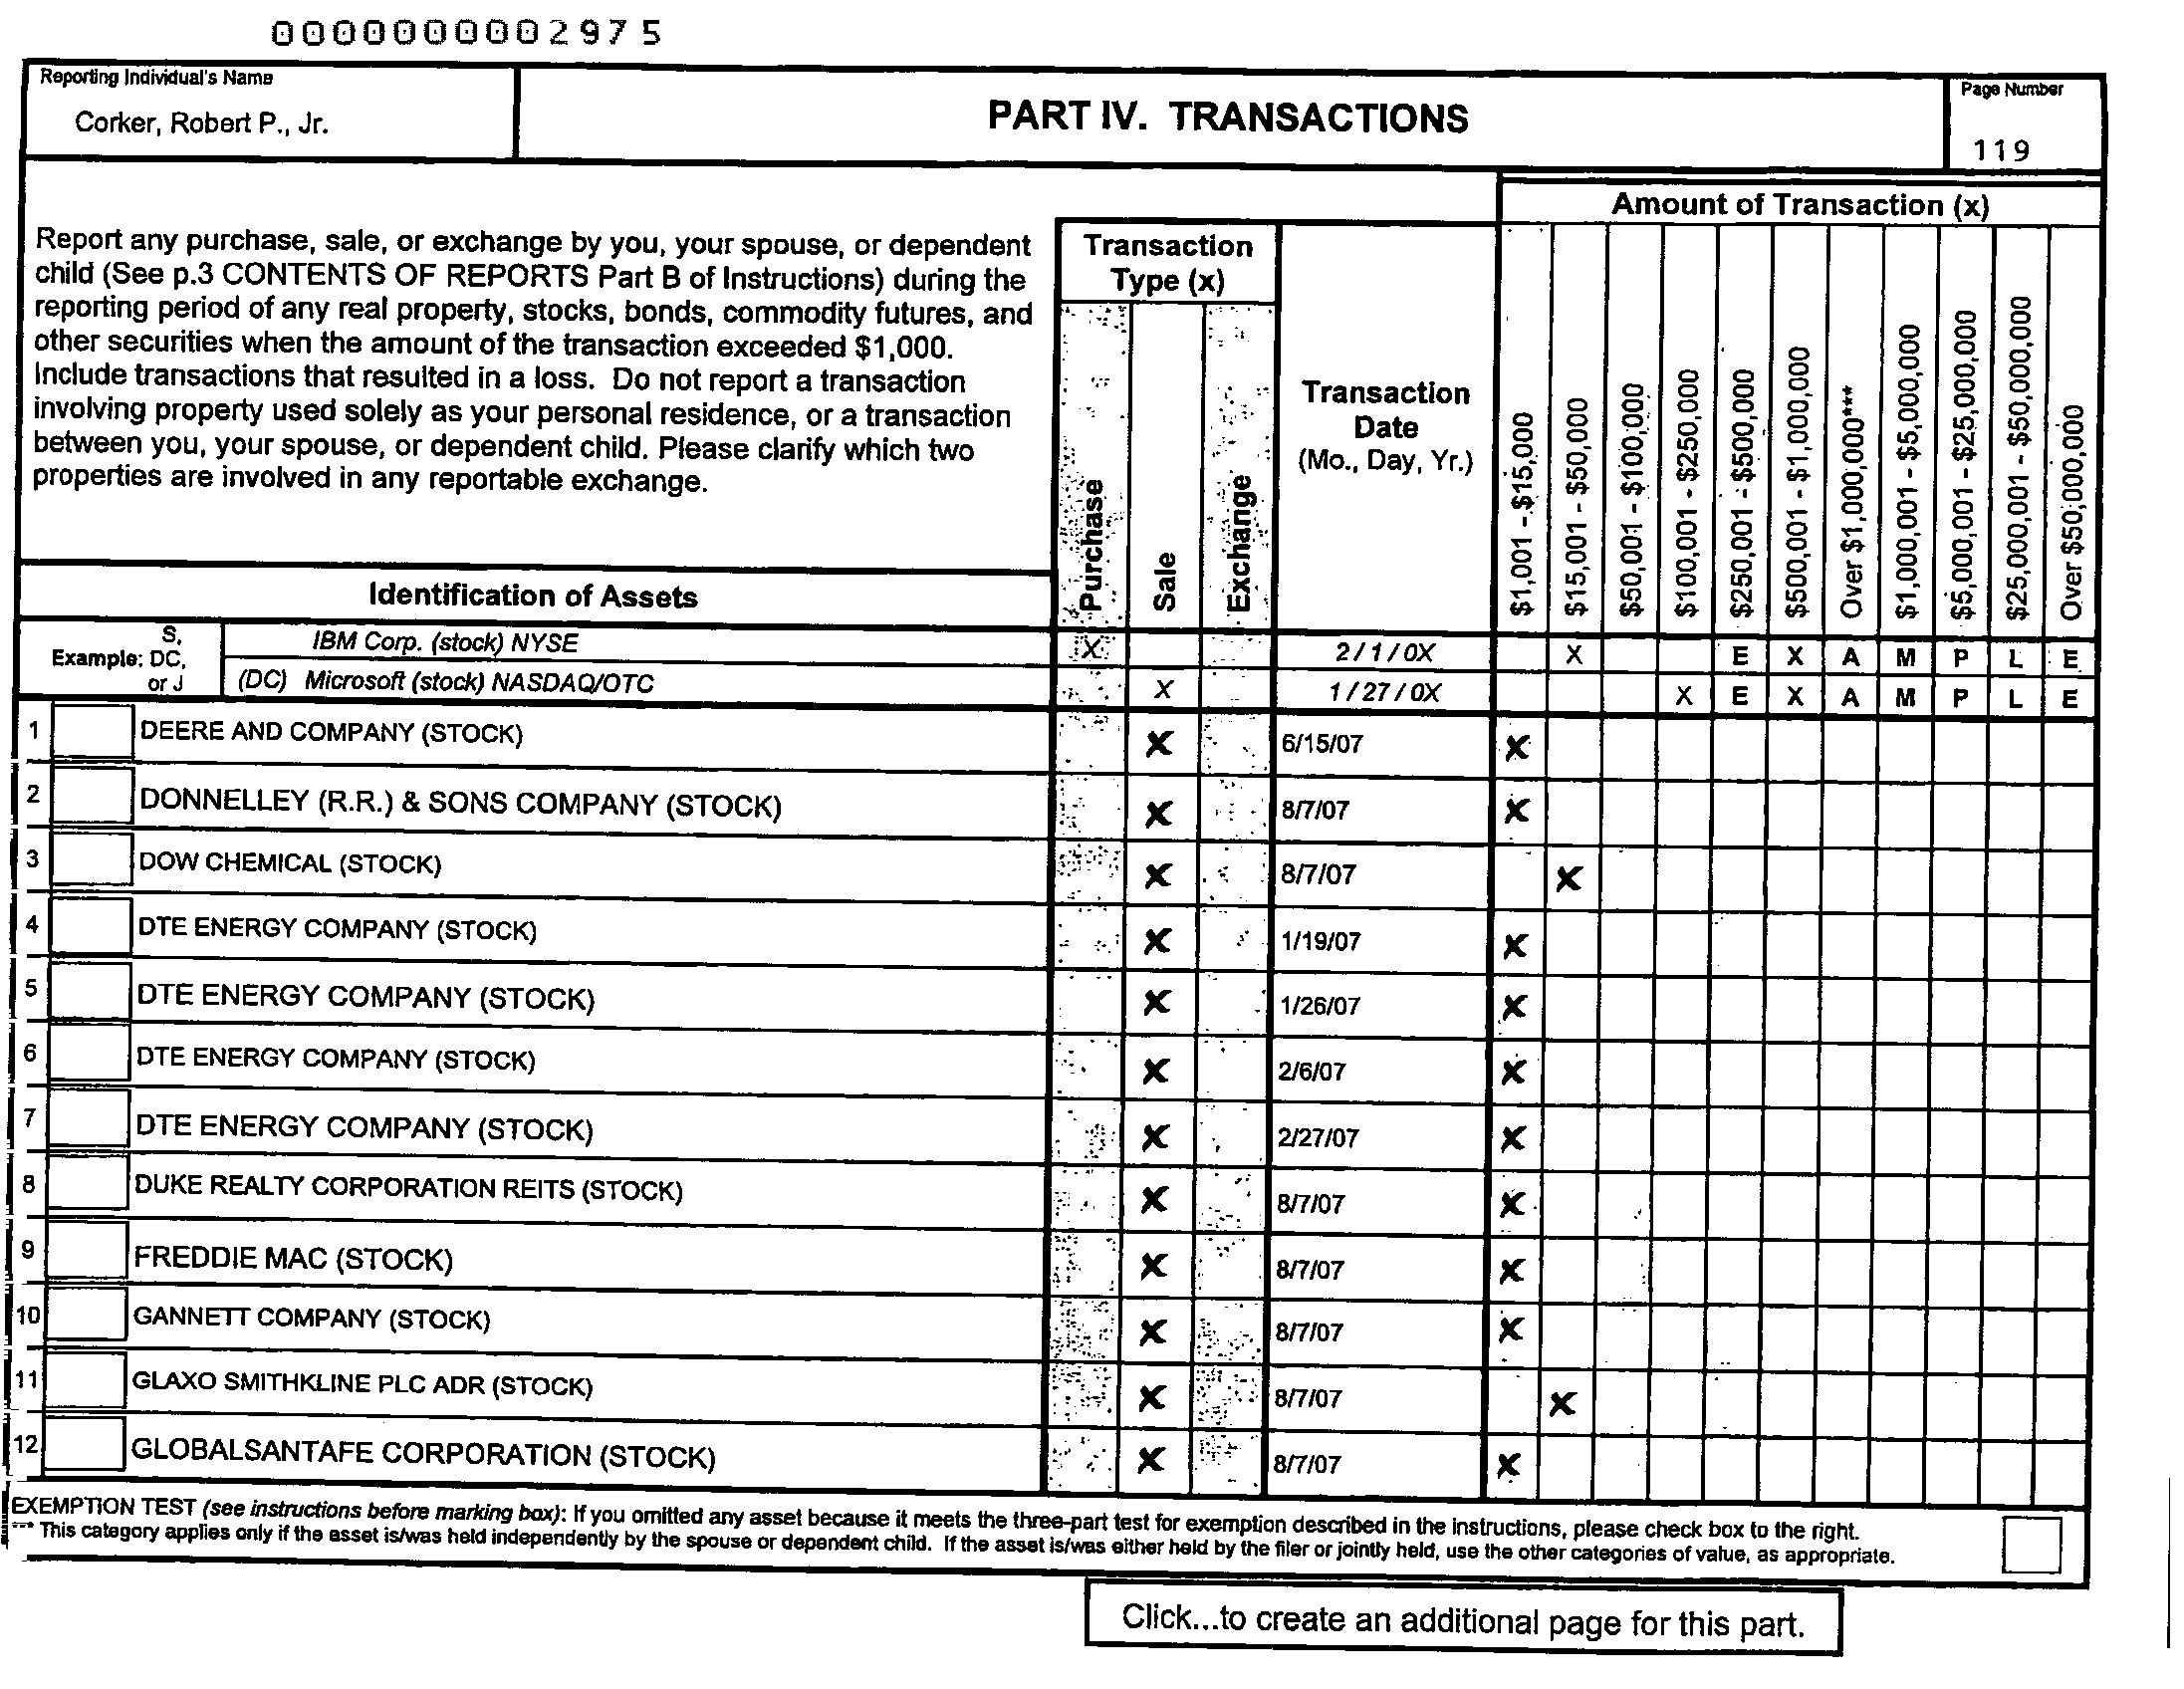 0000000002975
Reporting Individual's Name
Corker, Robert P., Jr.
PART IV. TRANSACTIONS
Page Number
119
Report any purchase, sale, or exchange by you, your spouse, or dependent
child (See p.3 CONTENTS OF REPORTS Part B of Instructions) during the
reporting period of any real property, stocks, bonds, commodity futures, and
other securities when the amount of the transaction exceeded $1,000.
Include transactions that resulted in a loss. Do not report a transaction
involving property used solely as your personal residence, or a transaction
between you, your spouse, or dependent child. Please clarify which two
properties are involved in any reportable exchange.
Transaction
Type (x)
Purchase
Sale
Exchange
Transaction
Date
(Mo., Day, Yr.)
Amount of Transaction (x)
$1,001 - $15,000
$15,001 - $50,000
$50,001 - $100,000
$100,001 - $250,000
$250,001 - $500,000
$500,001 - $1,000,000
Over $1,000,000***
$1,000,001 - $5,000,000
$5,000,001 - $25,000,000
$25,000,001 - $50,000,000
Over $50,000,000
Identification of Assets
Example: S, DC, or J
IBM Corp. (stock) NYSE X 2/1/0X X E X A M P L E
(DC) Microsoft (stock) NASDAQ/OTC X 1/27/0X X E X A M P L E
1 DEERE AND COMPANY (STOCK) X 6/15/07 X
2 DONNELLEY (R.R.) & SONS COMPANY (STOCK) X 8/7/07 X
3 DOW CHEMICAL (STOCK) X 8/7/07 X
4 DTE ENERGY COMPANY (STOCK) X 1/19/07 X
5 DTE ENERGY COMPANY (STOCK) X 1/26/07 X
6 DTE ENERGY COMPANY (STOCK) X 2/6/07 X
7 DTE ENERGY COMPANY (STOCK) X 2/27/07 X
8 DUKE REALTY CORPORATION REITS (STOCK) X 8/7/07 X
9 FREDDIE MAC (STOCK) X 8/7/07 X
10 GANNETT COMPANY (STOCK) X 8/7/07 X
11 GLAXO SMITHKLINE PLC ADR (STOCK) X 8/7/07 X
12 GLOBALSANTAFE CORPORATION (STOCK) X 8/7/07 X
EXEMPTION TEST (see instructions before marking box): If you omitted any asset because it meets the three-part test for exemption described in the instructions, please check box to the right.
*** This category applies only if the asset is/was held independently by the spouse or dependent child. If the asset is/was either held by the filer or jointly held, use the other categories of value, as appropriate.
Click...to create an additional page for this part.